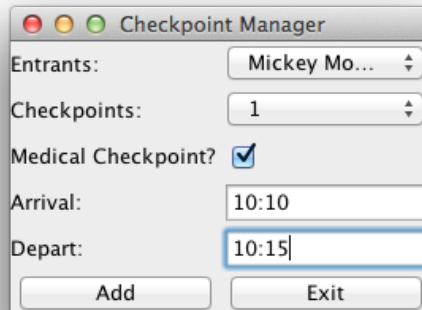 Checkpoint Manager
Entrants: Mickey Mo...
Checkpoints: 1
Medical Checkpoint?
Arrival: 10:10
Depart: 10:15
Add Exit